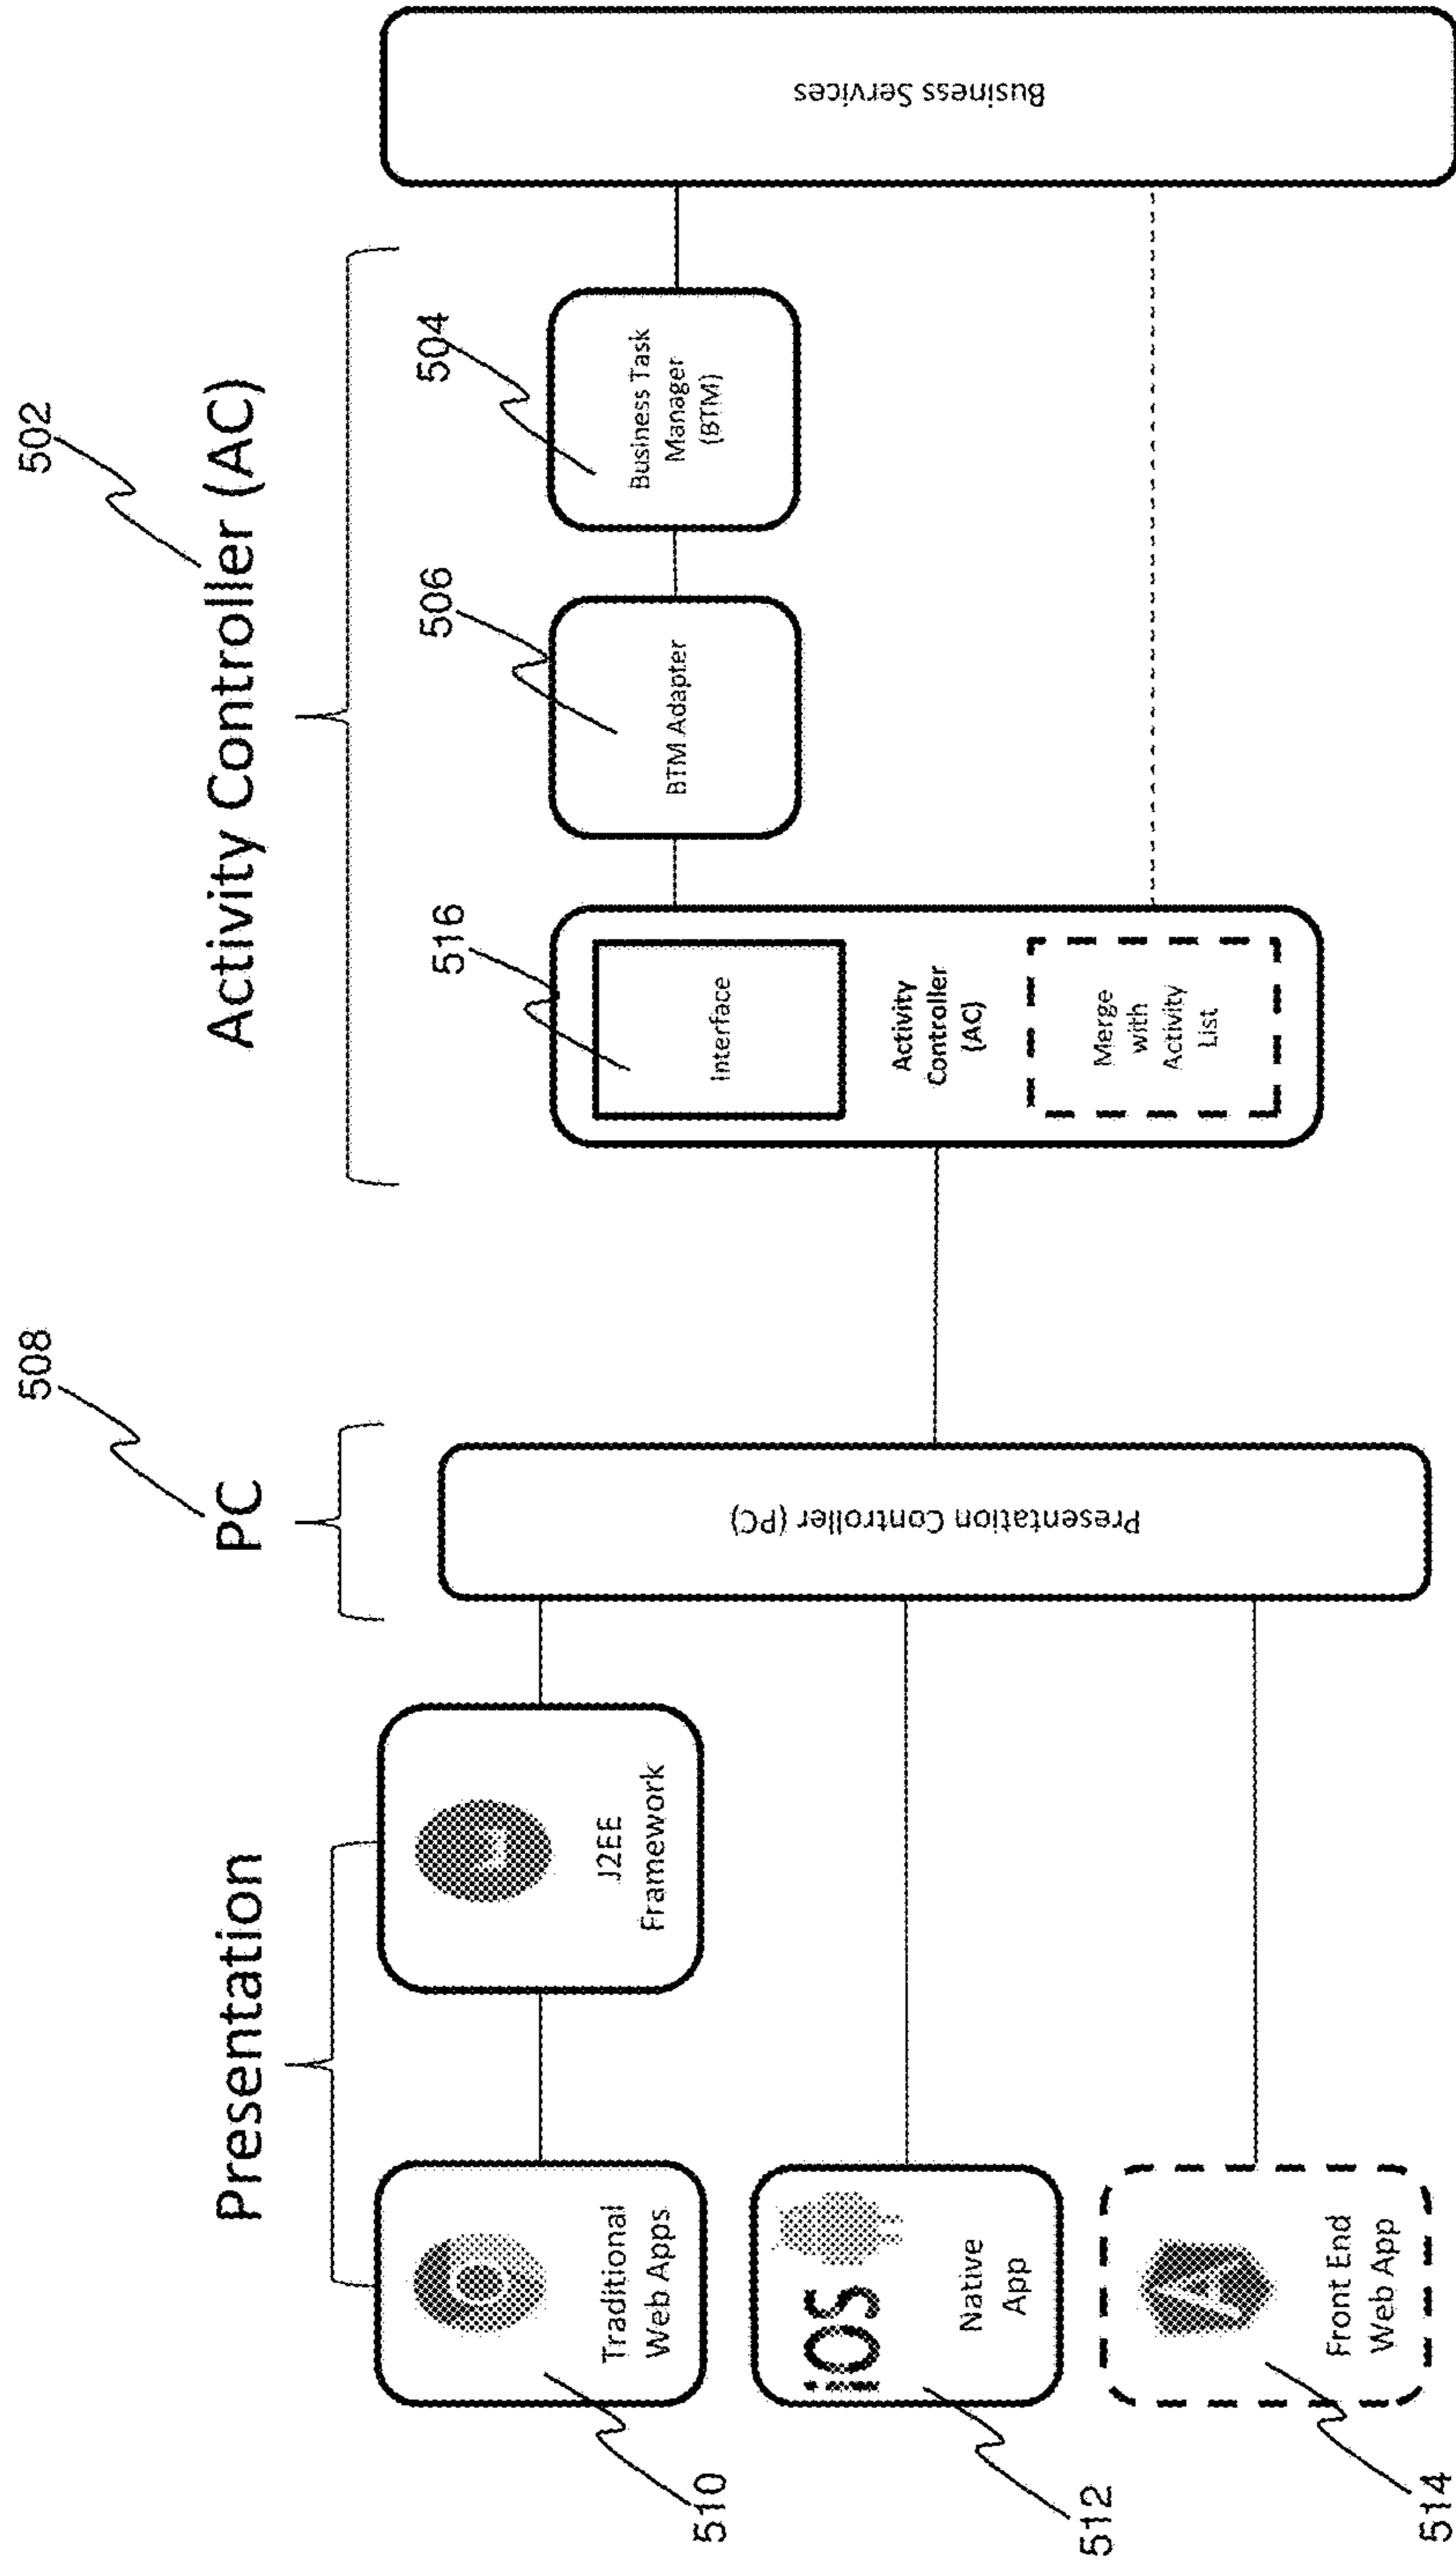 502
508
Presentation
PC
Activity Controller (AC)
504
506
516
Traditional
Web Apps
J2EE
Framework
iOS
Native
App
Front End
Web App
Presentation Controller (PC)
Interface
Activity
Controller
(AC)
Merge
with
Activity
List
BTM Adapter
Business Task
Manager
(BTM)
Business Services
510
512
514